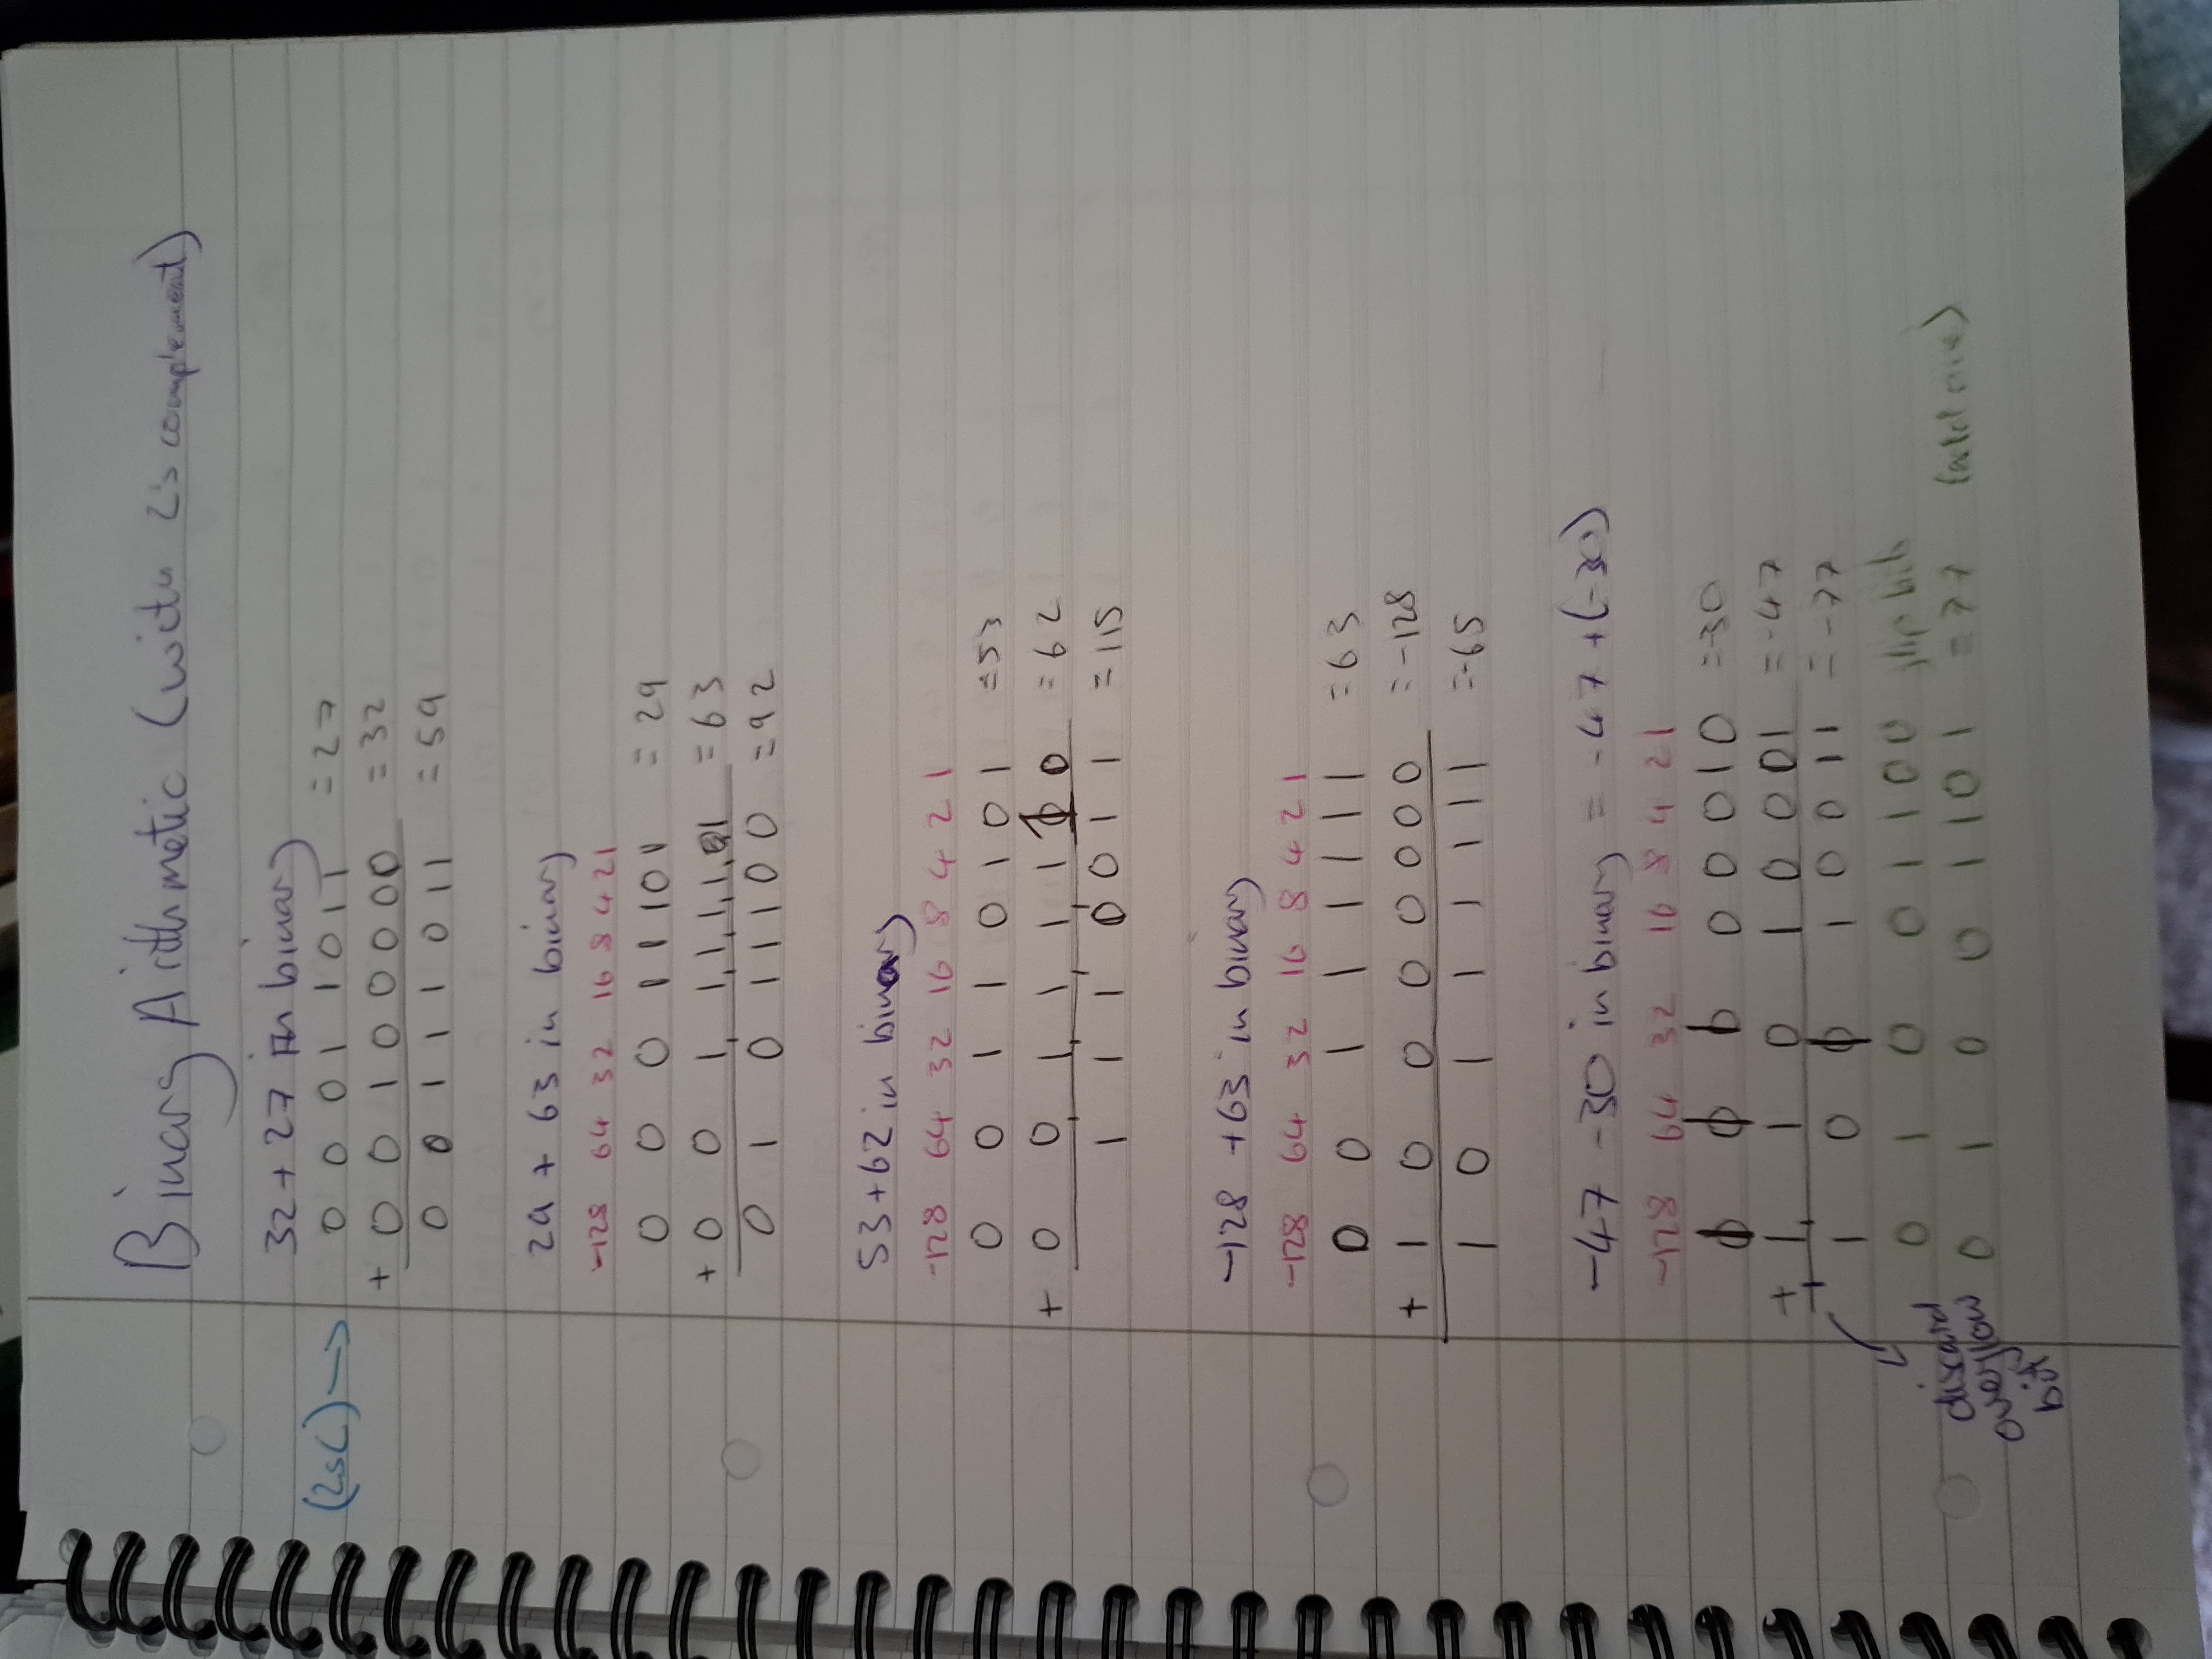 Binary Arithmetic (with 2's complement)
32 + 27 in binary
(2sC) → 0 0 0 1 1 0 1 1 = 27
+ 0 0 1 0 0 0 0 0 = 32
0 0 1 1 1 0 1 1 = 59
29 + 63 in binary
-128 64 32 16 8 4 2 1
0 0 0 1 1 1 0 1 = 29
+ 0 0 1 1 1 1 1 1 = 63
0 1 0 1 1 1 0 0 = 92
53 + 62 in binary
-128 64 32 16 8 4 2 1
0 0 1 1 0 1 0 1 = 53
+ 0 0 1 1 1 1 1 0 = 62
1 1 1 0 0 1 1 = 115
-128 + 63 in binary
-128 64 32 16 8 4 2 1
0 0 1 1 1 1 1 1 = 63
+ 1 0 0 0 0 0 0 0 = -128
1 0 1 1 1 1 1 1 = -65
-47 - 30 in binary = -47 + (-30)
-128 64 32 16 8 4 2 1
1 1 1 0 0 0 1 0 = -30
+ 1 1 0 1 0 0 0 1 = -47
1 0 1 1 0 0 1 1 = -77
0 1 0 0 1 1 0 0 flip bits
0 1 0 0 1 1 0 1 = 77
discard
overflow
bit